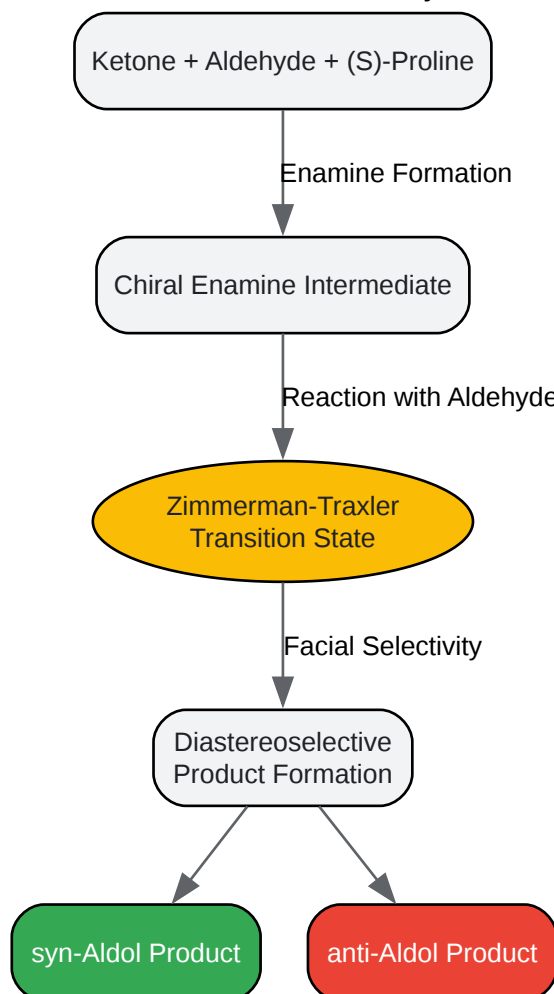 Ketone + Aldehyde + (S)-Proline
Enamine Formation
Chiral Enamine Intermediate
Reaction with Aldehyde
Zimmerman-Traxler
Transition State
Facial Selectivity
Diastereoselective
Product Formation
syn-Aldol Product
anti-Aldol Product